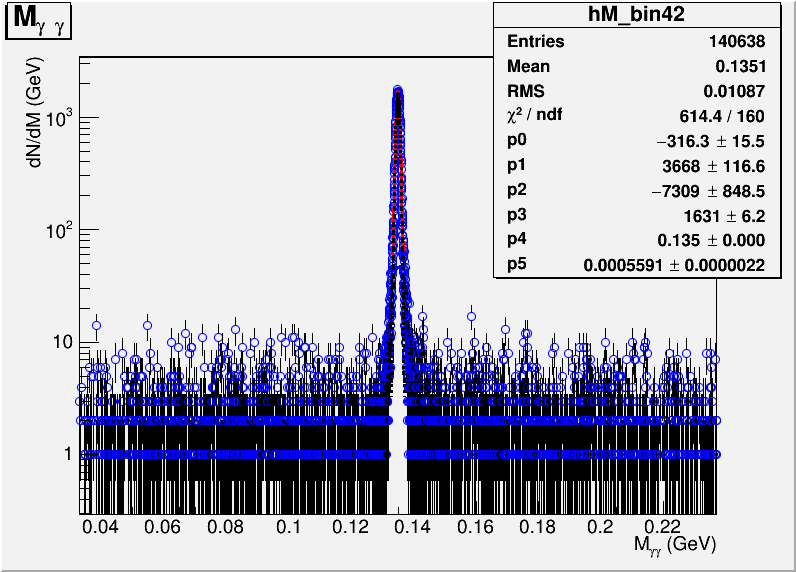 M γ γ
hM_bin42
Entries 140638
Mean 0.1351
RMS 0.01087
χ² / ndf 614.4 / 160
p0 −316.3 ± 15.5
p1 3668 ± 116.6
p2 −7309 ± 848.5
p3 1631 ± 6.2
p4 0.135 ± 0.000
p5 0.0005591 ± 0.0000022
dN/dM (GeV)
10³
10²
10
1
0.04 0.06 0.08 0.1 0.12 0.14 0.16 0.18 0.2 0.22
Mγγ (GeV)